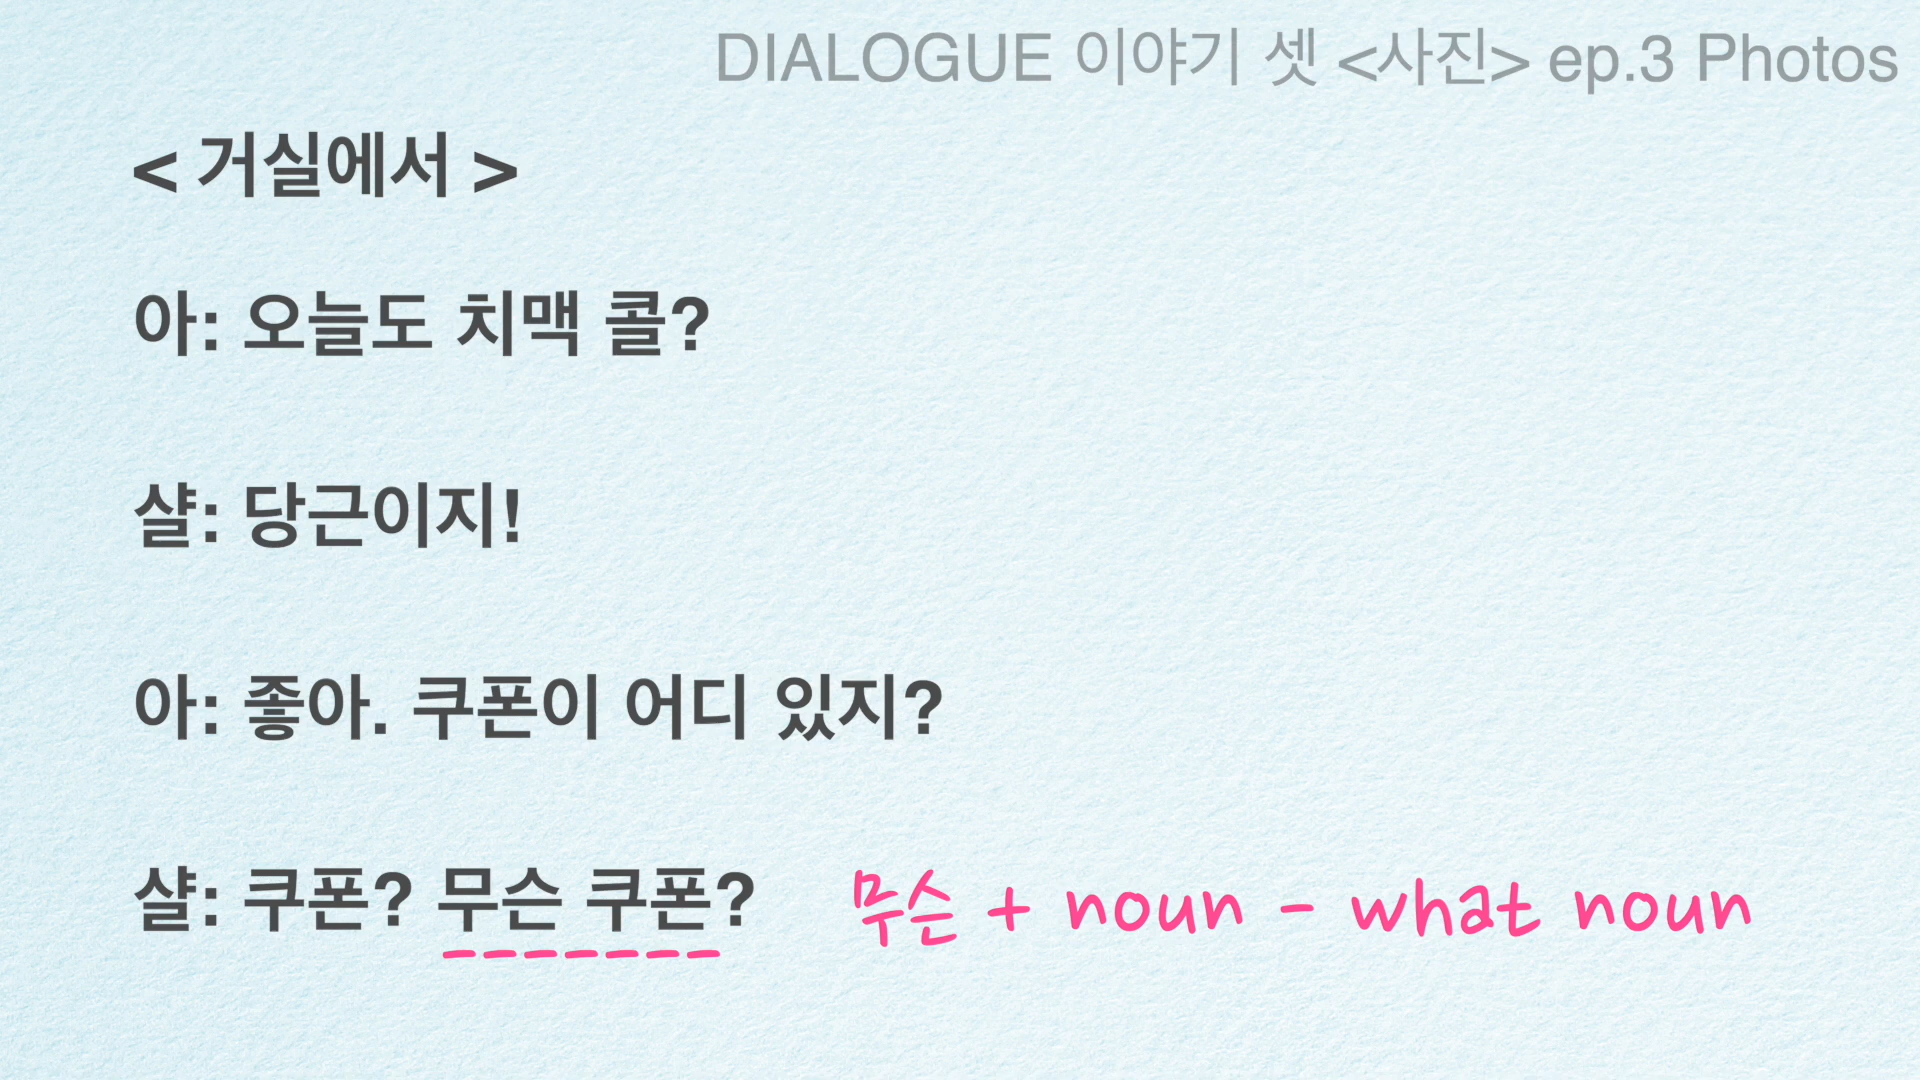 DIALOGUE 이야기 셋 <사진> ep.3 Photos
< 거실에서 >
아: 오늘도 치맥 콜?
샬: 당근이지!
아: 좋아. 쿠폰이 어디 있지?
샬: 쿠폰? 무슨 쿠폰? 무슨 + noun - what noun